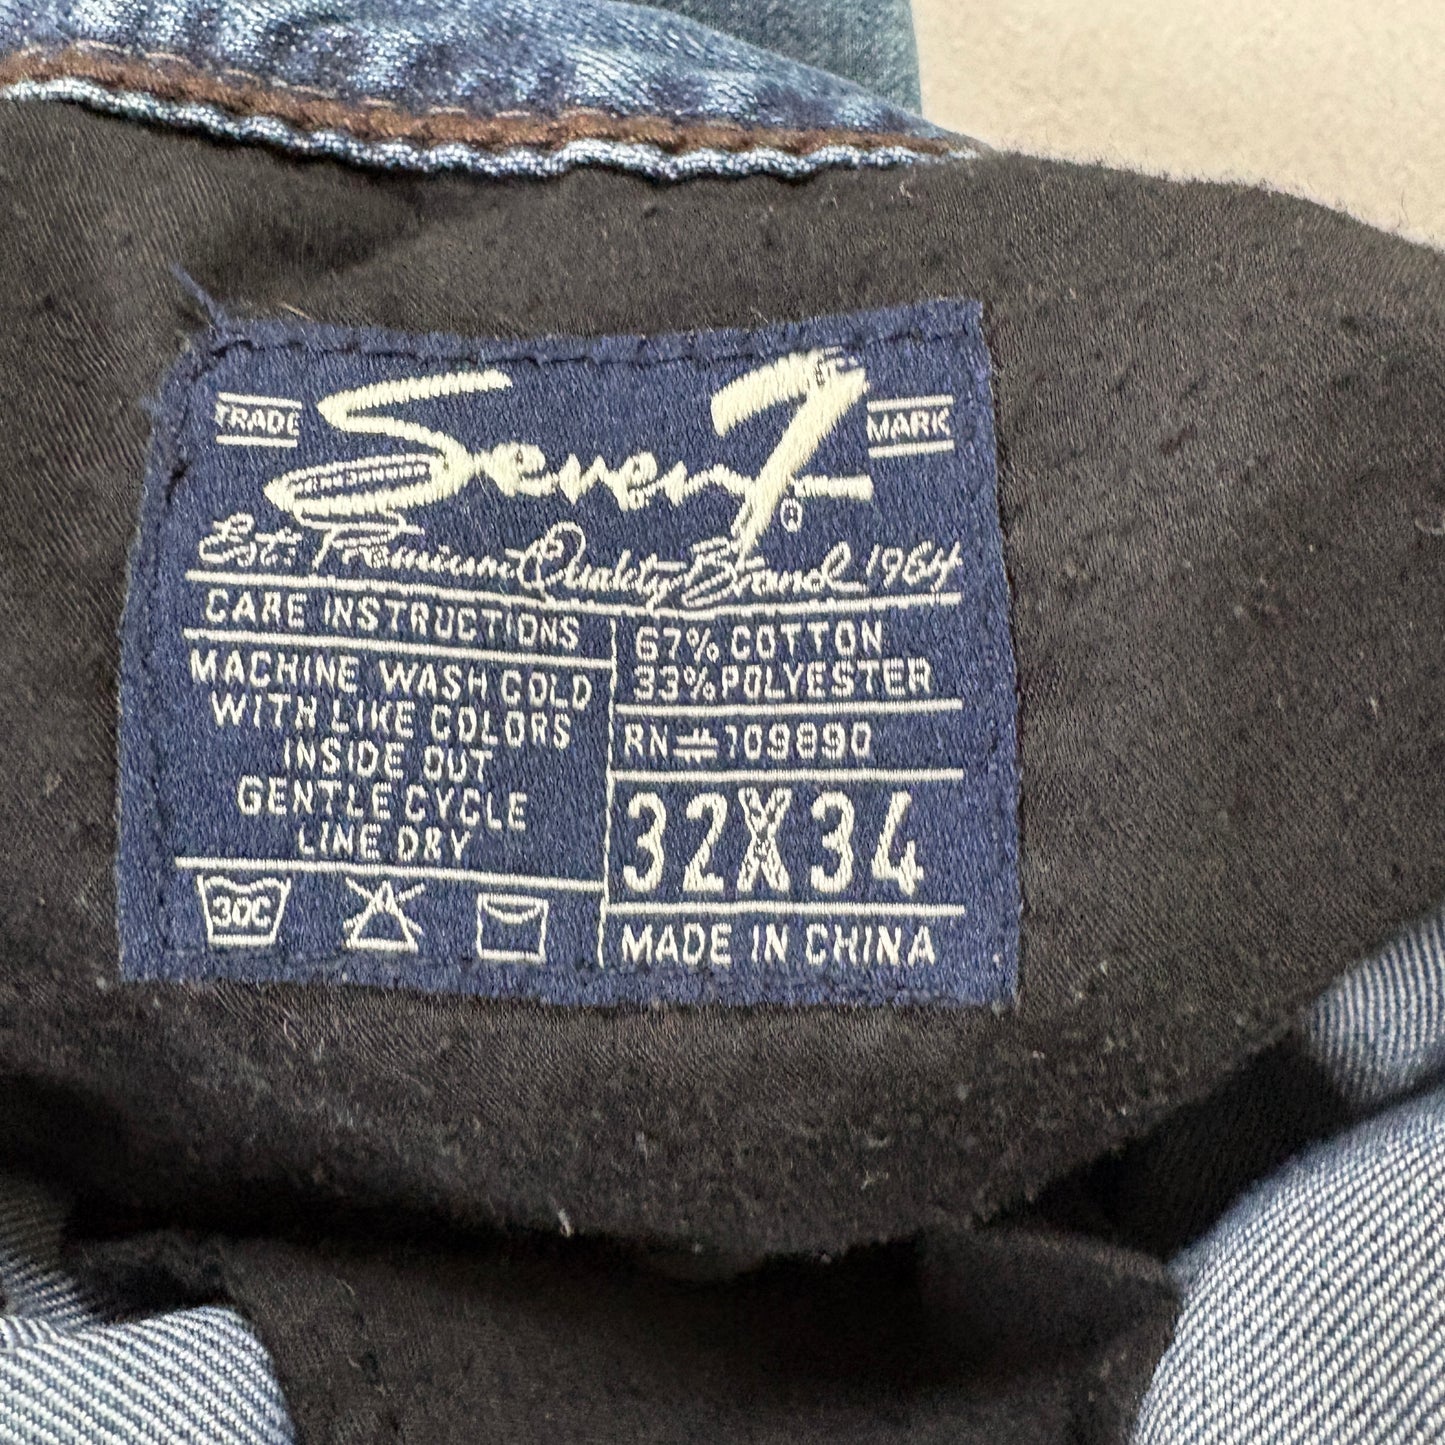 TRADE Seven7 MARK
®
Est. Premium Quality Brand 1964
CARE INSTRUCTIONS
MACHINE WASH COLD
WITH LIKE COLORS
INSIDE OUT
GENTLE CYCLE
LINE DRY
30C
67% COTTON
33% POLYESTER
RN# 109890
32X34
MADE IN CHINA